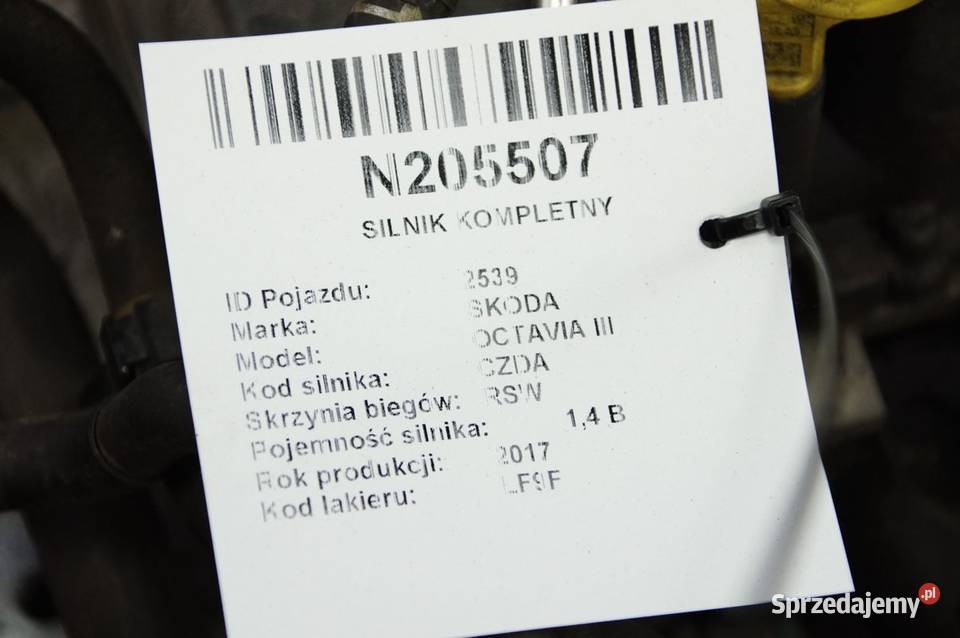 N205507
SILNIK KOMPLETNY
ID Pojazdu: 2539
Marka: SKODA
Model: OCTAVIA III
Kod silnika: CZDA
Skrzynia biegów: RSW
Pojemność silnika: 1,4 B
Rok produkcji: 2017
Kod lakieru: LF9F
Sprzedajemy.pl